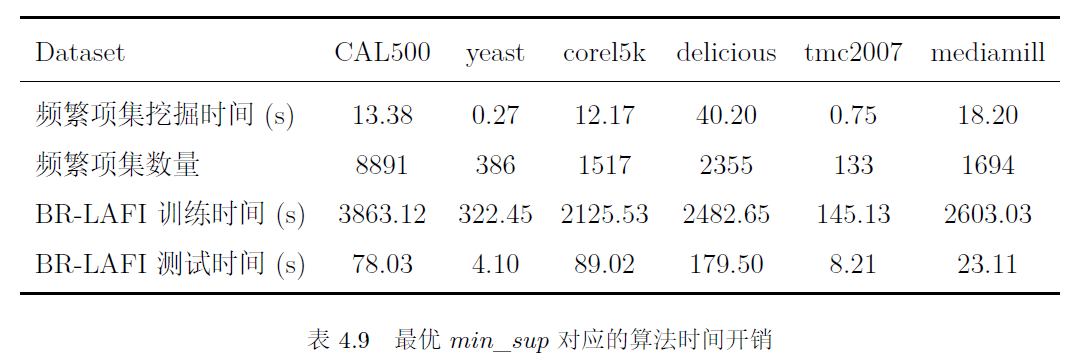 Dataset CAL500 yeast corel5k delicious tmc2007 mediamill
频繁项集挖掘时间 (s) 13.38 0.27 12.17 40.20 0.75 18.20
频繁项集数量 8891 386 1517 2355 133 1694
BR-LAFI 训练时间 (s) 3863.12 322.45 2125.53 2482.65 145.13 2603.03
BR-LAFI 测试时间 (s) 78.03 4.10 89.02 179.50 8.21 23.11
表 4.9 最优 min_sup 对应的算法时间开销